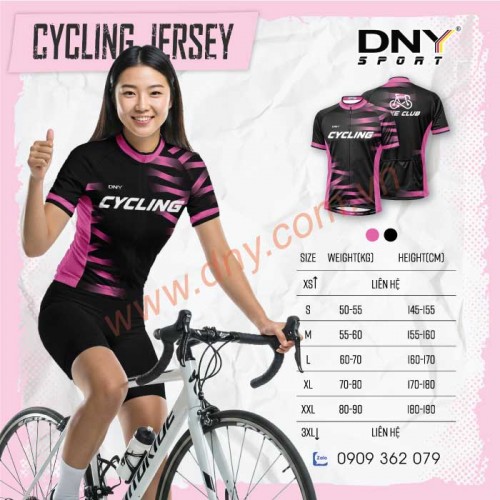 CYCLING JERSEY
DNY
SPORT
DNY
CYCLING
CYCLING
CLUB
SIZE WEIGHT(KG) HEIGHT(CM)
XS↑ LIÊN HỆ
S 50-55 145-155
M 55-60 155-160
L 60-70 160-170
XL 70-80 170-180
XXL 80-90 180-190
3XL↓ LIÊN HỆ
Zalo 0909 362 079
www.dny.com.vn